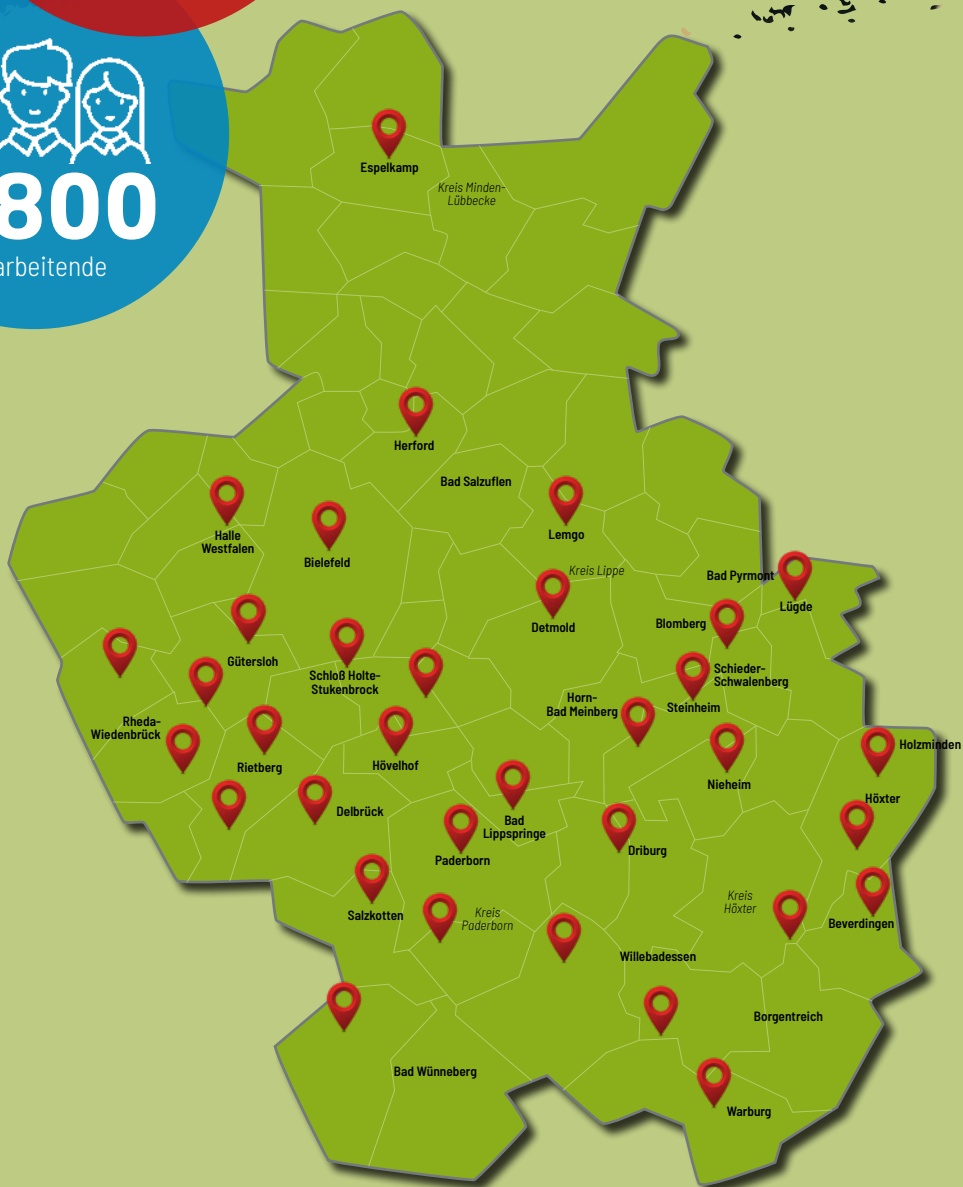 800
arbeitende
Espelkamp
Kreis Minden-
Lübbecke
Herford
Bad Salzuflen
Halle
Westfalen
Bielefeld
Lemgo
Kreis Lippe
Bad Pyrmont
Lügde
Detmold
Blomberg
Gütersloh
Schloß Holte-
Stukenbrock
Schieder-
Schwalenberg
Horn-
Bad Meinberg
Steinheim
Rheda-
Wiedenbrück
Rietberg
Hövelhof
Holzminden
Nieheim
Höxter
Delbrück
Bad
Lippspringe
Driburg
Paderborn
Salzkotten
Kreis
Paderborn
Kreis
Höxter
Beverdingen
Willebadessen
Borgentreich
Bad Wünneberg
Warburg